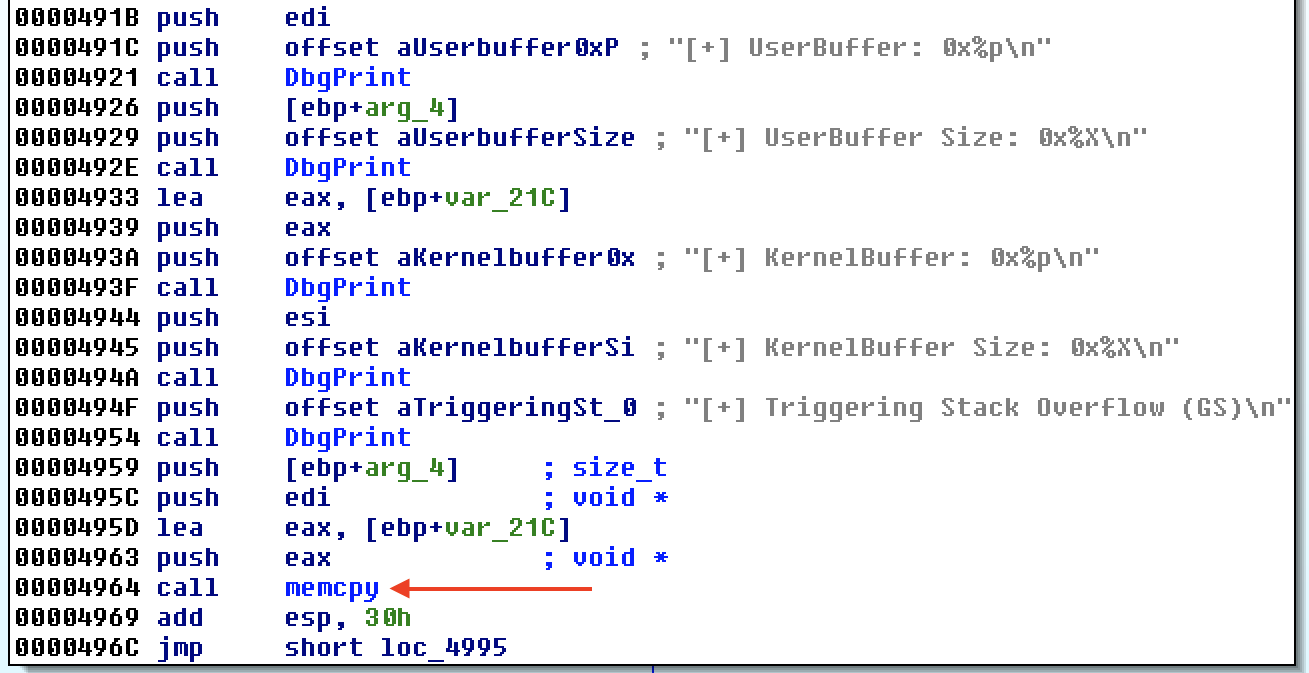 0000491B push    edi
0000491C push    offset aUserbuffer0xP ; "[+] UserBuffer: 0x%p\n"
00004921 call    DbgPrint
00004926 push    [ebp+arg_4]
00004929 push    offset aUserbufferSize ; "[+] UserBuffer Size: 0x%X\n"
0000492E call    DbgPrint
00004933 lea     eax, [ebp+var_21C]
00004939 push    eax
0000493A push    offset aKernelbuffer0x ; "[+] KernelBuffer: 0x%p\n"
0000493F call    DbgPrint
00004944 push    esi
00004945 push    offset aKernelbufferSi ; "[+] KernelBuffer Size: 0x%X\n"
0000494A call    DbgPrint
0000494F push    offset aTriggeringSt_0 ; "[+] Triggering Stack Overflow (GS)\n"
00004954 call    DbgPrint
00004959 push    [ebp+arg_4]     ; size_t
0000495C push    edi             ; void *
0000495D lea     eax, [ebp+var_21C]
00004963 push    eax             ; void *
00004964 call    memcpy
00004969 add     esp, 30h
0000496C jmp     short loc_4995